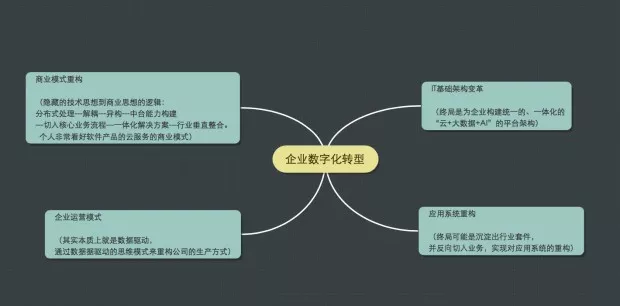 商业模式重构
（隐藏的技术思想到商业思想的逻辑：
分布式处理—解耦—异构—中台能力构建
—切人核心业务流程—一体化解决方案—行业垂直整合。
个人非常看好软件产品的云服务的商业模式）
IT基础架构变革
（终局是为企业构建统一的、一体化的
“云+大数据+AI”的平台架构）
企业数字化转型
企业运营模式
（其实本质上就是数据驱动，
通过数据据驱动的思维模式来重构公司的生产方式）
应用系统重构
（终局可能是沉淀出行业套件，
并反向切人业务，实现对应用系统的重构）